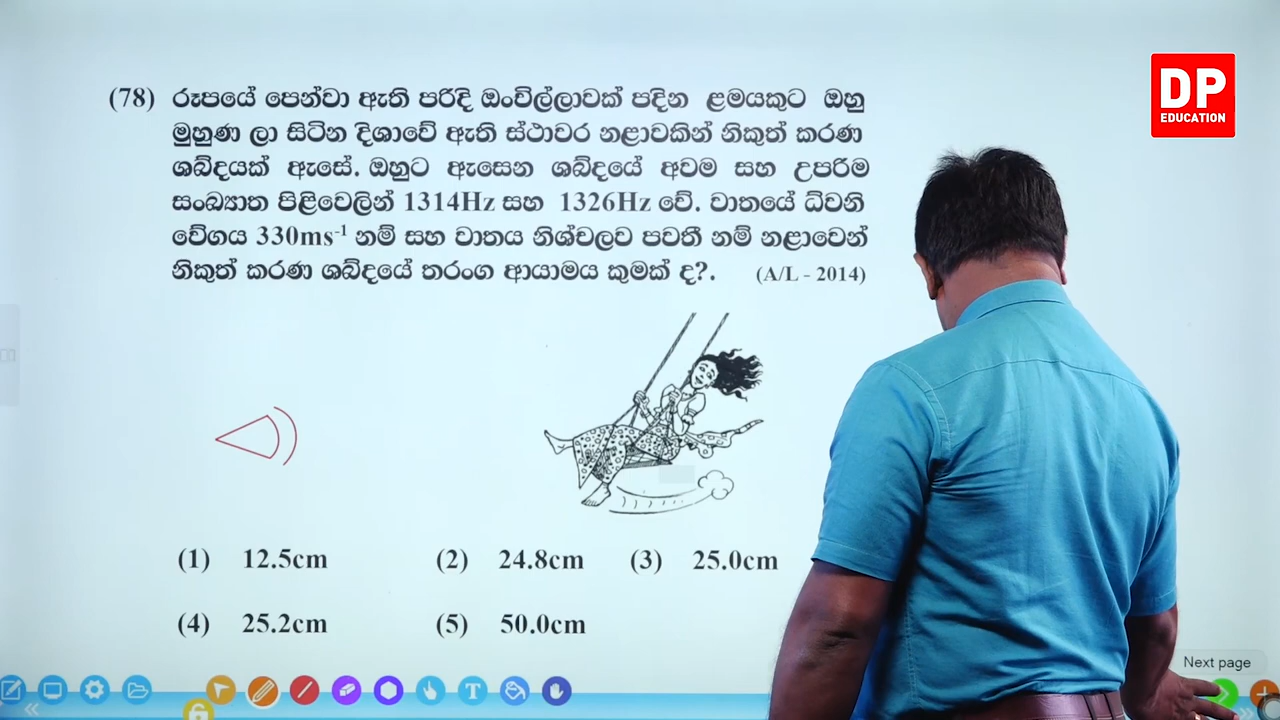 DP
EDUCATION
(78) රූපයේ පෙන්වා ඇති පරිදි ඔංචිල්ලාවක් පදින ළමයකුට ඔහු
මුහුණ ලා සිටින දිශාවේ ඇති ස්ථාවර නළාවකින් නිකුත් කරණ
ශබ්දයක් ඇසේ. ඔහුට ඇසෙන ශබ්දයේ අවම සහ උපරිම
සංඛ්‍යාත පිළිවෙලින් 1314Hz සහ 1326Hz වේ. වාතයේ ධ්වනි
වේගය 330ms⁻¹ නම් සහ වාතය නිශ්චලව පවතී නම් නළාවෙන්
නිකුත් කරණ ශබ්දයේ තරංග ආයාමය කුමක් ද?. (A/L - 2014)
(1) 12.5cm (2) 24.8cm (3) 25.0cm
(4) 25.2cm (5) 50.0cm
Next page